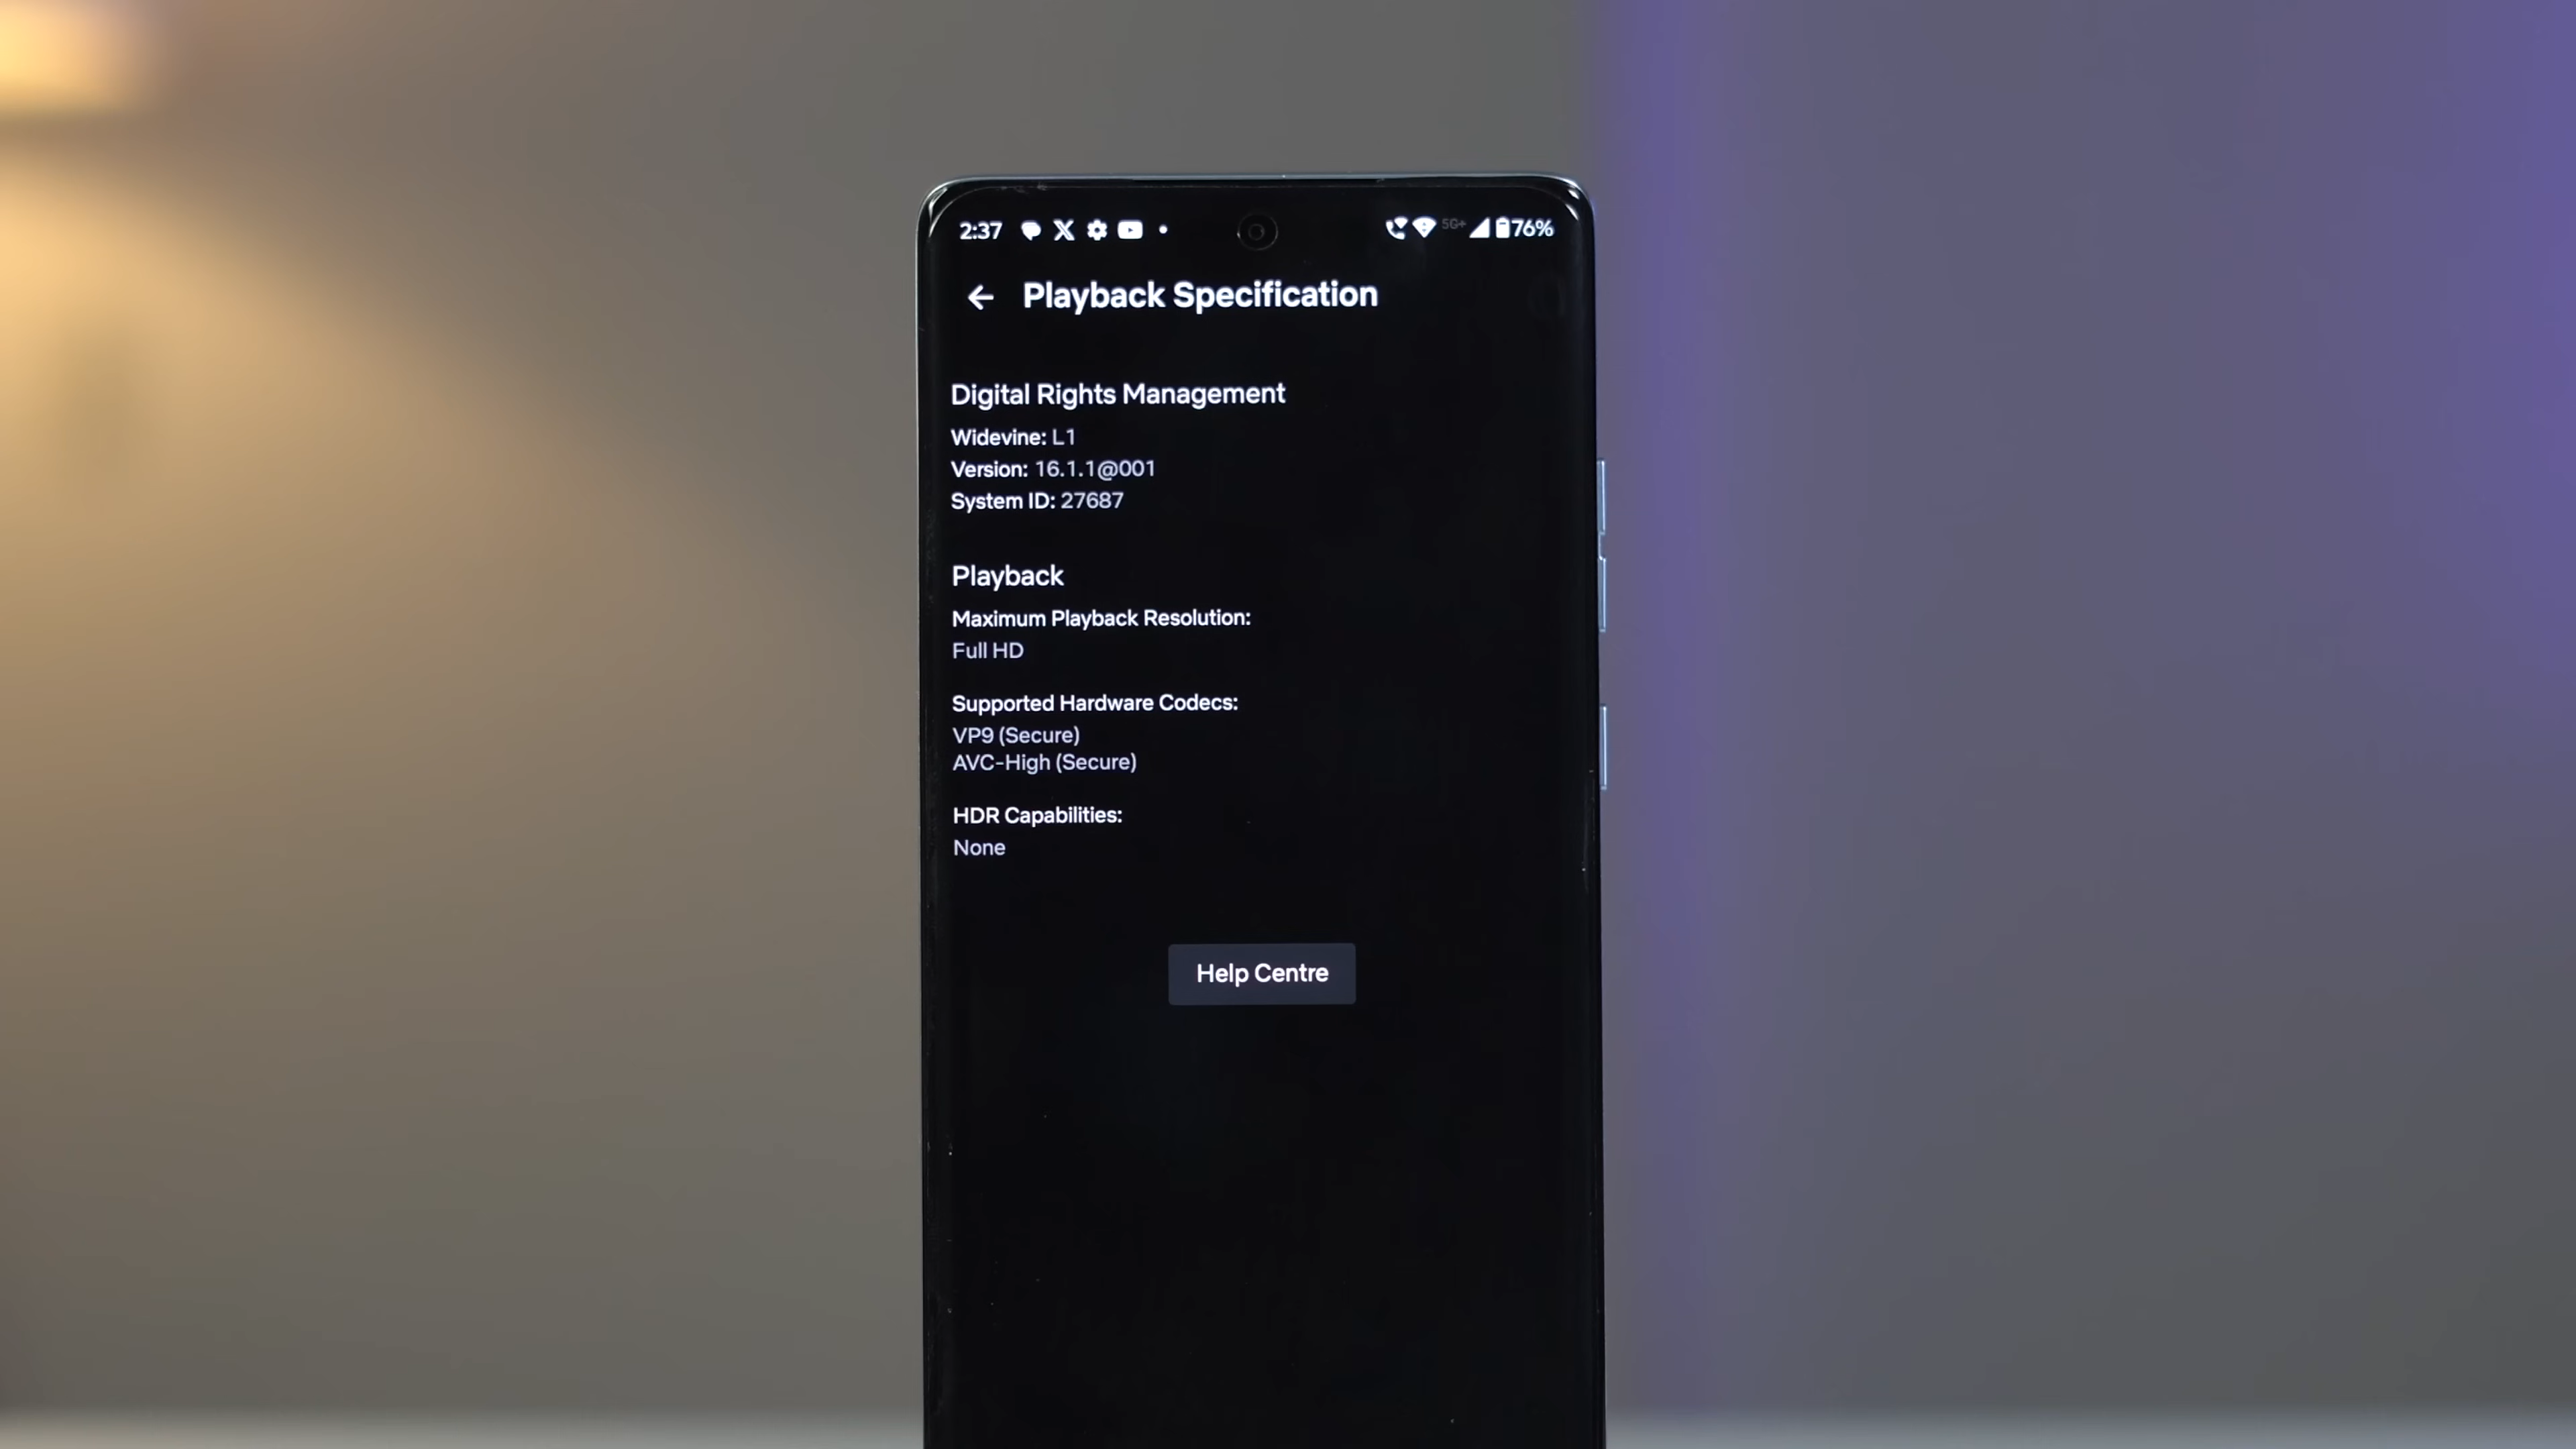 2:37 5G+ 76%
Playback Specification
Digital Rights Management
Widevine: L1
Version: 16.1.1@001
System ID: 27687
Playback
Maximum Playback Resolution:
Full HD
Supported Hardware Codecs:
VP9 (Secure)
AVC-High (Secure)
HDR Capabilities:
None
Help Centre